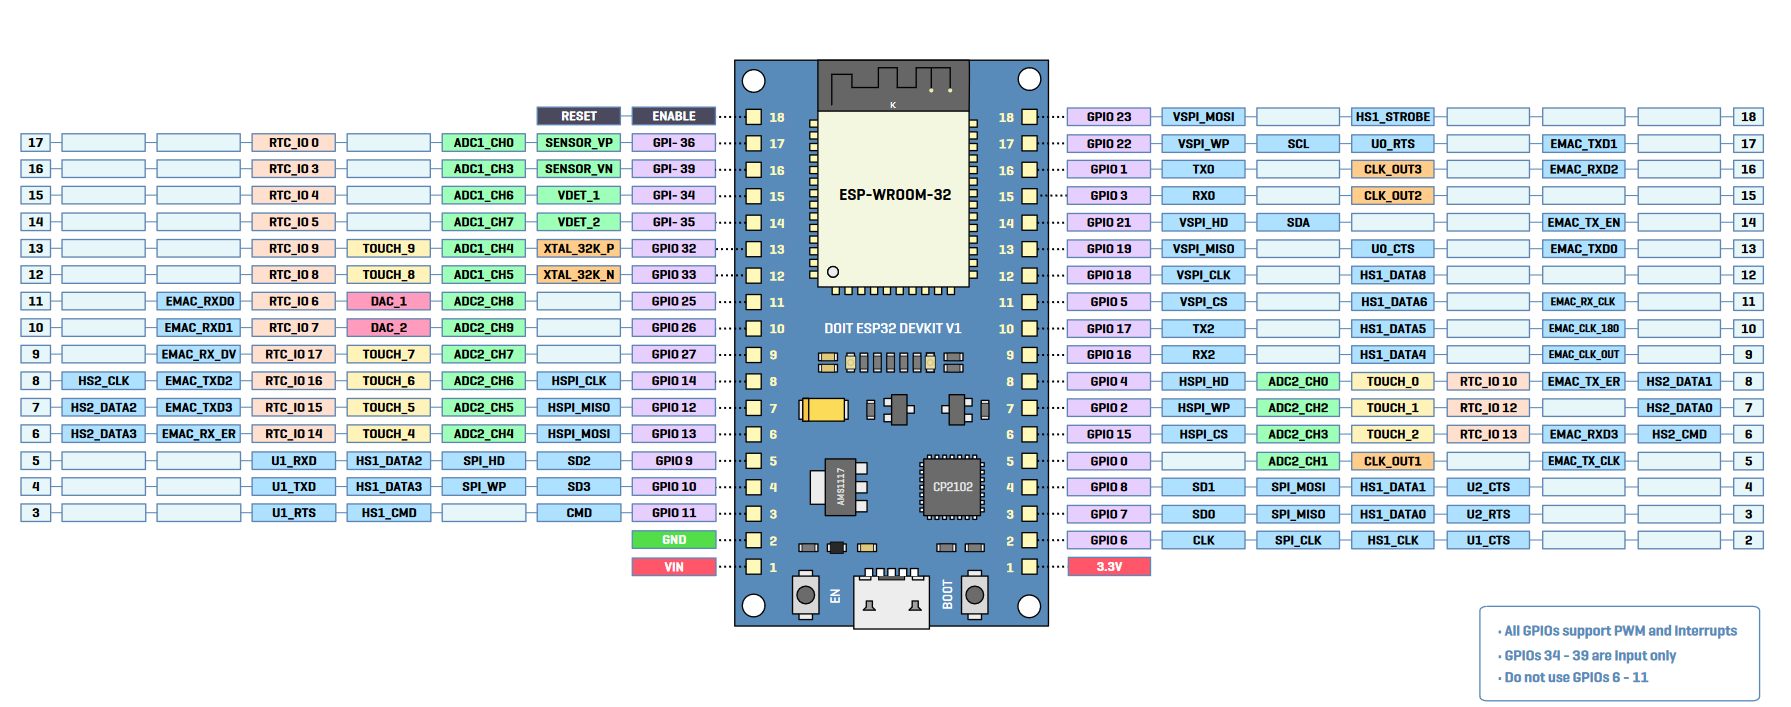 RESET ENABLE 18 K 18 GPIO 23 VSPI_MOSI HS1_STROBE 18
17 RTC_IO 0 ADC1_CH0 SENSOR_VP GPI- 36 17 17 GPIO 22 VSPI_WP SCL U0_RTS EMAC_TXD1 17
16 RTC_IO 3 ADC1_CH3 SENSOR_VN GPI- 39 16 16 GPIO 1 TX0 CLK_OUT3 EMAC_RXD2 16
15 RTC_IO 4 ADC1_CH6 VDET_1 GPI- 34 15 ESP-WROOM-32 15 GPIO 3 RX0 CLK_OUT2 15
14 RTC_IO 5 ADC1_CH7 VDET_2 GPI- 35 14 14 GPIO 21 VSPI_HD SDA EMAC_TX_EN 14
13 RTC_IO 9 TOUCH_9 ADC1_CH4 XTAL_32K_P GPIO 32 13 13 GPIO 19 VSPI_MISO U0_CTS EMAC_TXD0 13
12 RTC_IO 8 TOUCH_8 ADC1_CH5 XTAL_32K_N GPIO 33 12 12 GPIO 18 VSPI_CLK HS1_DATA8 12
11 EMAC_RXD0 RTC_IO 6 DAC_1 ADC2_CH8 GPIO 25 11 11 GPIO 5 VSPI_CS HS1_DATA6 EMAC_RX_CLK 11
10 EMAC_RXD1 RTC_IO 7 DAC_2 ADC2_CH9 GPIO 26 10 DOIT ESP32 DEVKIT V1 10 GPIO 17 TX2 HS1_DATA5 EMAC_CLK_180 10
9 EMAC_RX_DV RTC_IO 17 TOUCH_7 ADC2_CH7 GPIO 27 9 9 GPIO 16 RX2 HS1_DATA4 EMAC_CLK_OUT 9
8 HS2_CLK EMAC_TXD2 RTC_IO 16 TOUCH_6 ADC2_CH6 HSPI_CLK GPIO 14 8 8 GPIO 4 HSPI_HD ADC2_CH0 TOUCH_0 RTC_IO 10 EMAC_TX_ER HS2_DATA1 8
7 HS2_DATA2 EMAC_TXD3 RTC_IO 15 TOUCH_5 ADC2_CH5 HSPI_MISO GPIO 12 7 7 GPIO 2 HSPI_WP ADC2_CH2 TOUCH_1 RTC_IO 12 HS2_DATA0 7
6 HS2_DATA3 EMAC_RX_ER RTC_IO 14 TOUCH_4 ADC2_CH4 HSPI_MOSI GPIO 13 6 6 GPIO 15 HSPI_CS ADC2_CH3 TOUCH_2 RTC_IO 13 EMAC_RXD3 HS2_CMD 6
5 U1_RXD HS1_DATA2 SPI_HD SD2 GPIO 9 5 5 GPIO 0 ADC2_CH1 CLK_OUT1 EMAC_TX_CLK 5
4 U1_TXD HS1_DATA3 SPI_WP SD3 GPIO 10 4 AMS1117 CP2102 4 GPIO 8 SD1 SPI_MOSI HS1_DATA1 U2_CTS 4
3 U1_RTS HS1_CMD CMD GPIO 11 3 3 GPIO 7 SD0 SPI_MISO HS1_DATA0 U2_RTS 3
GND 2 2 GPIO 6 CLK SPI_CLK HS1_CLK U1_CTS 2
VIN 1 1 3.3V
EN BOOT
· All GPIOs support PWM and Interrupts
· GPIOs 34 - 39 are Input only
· Do not use GPIOs 6 - 11